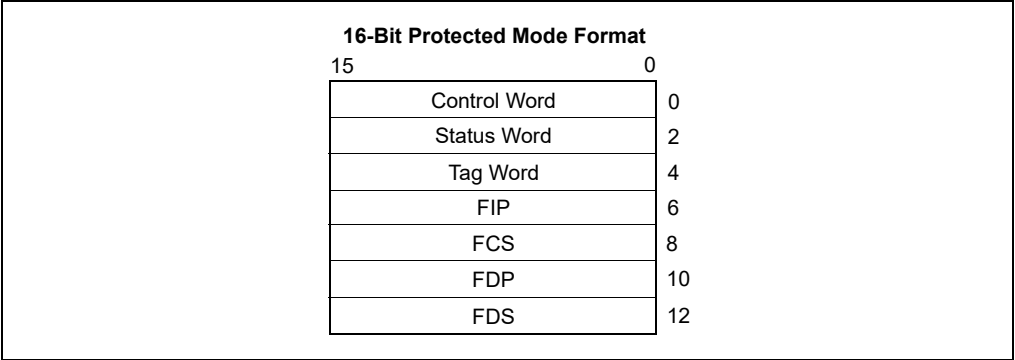 16-Bit Protected Mode Format
15 0
Control Word 0
Status Word 2
Tag Word 4
FIP 6
FCS 8
FDP 10
FDS 12